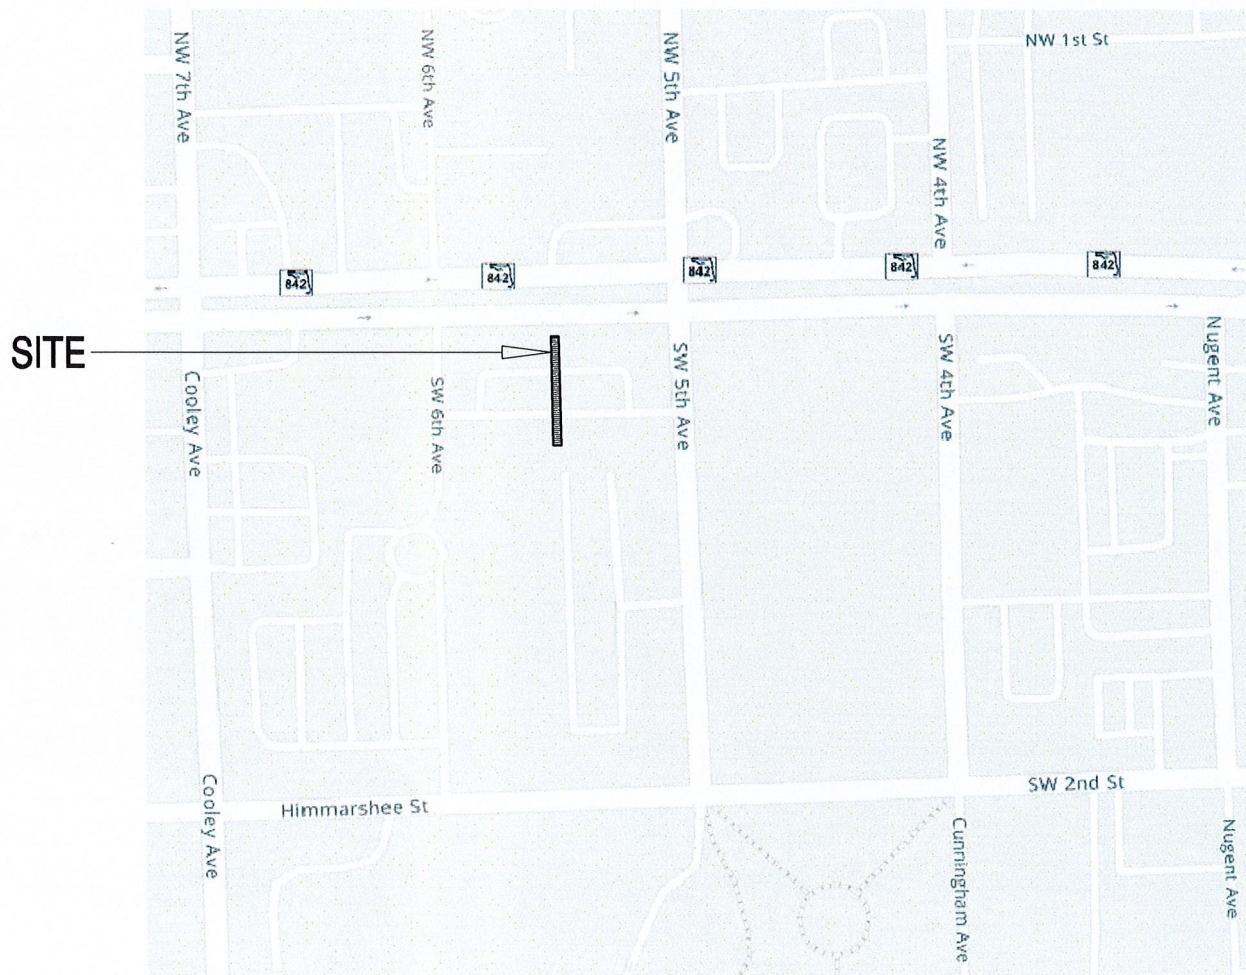 NW 1st St
NW 7th Ave
NW 6th Ave
NW 5th Ave
NW 4th Ave
842
842
842
842
842
SITE
Cooley Ave
SW 6th Ave
SW 5th Ave
SW 4th Ave
Nugent Ave
Himmarshee St
SW 2nd St
Cooley Ave
Cunningham Ave
Nugent Ave